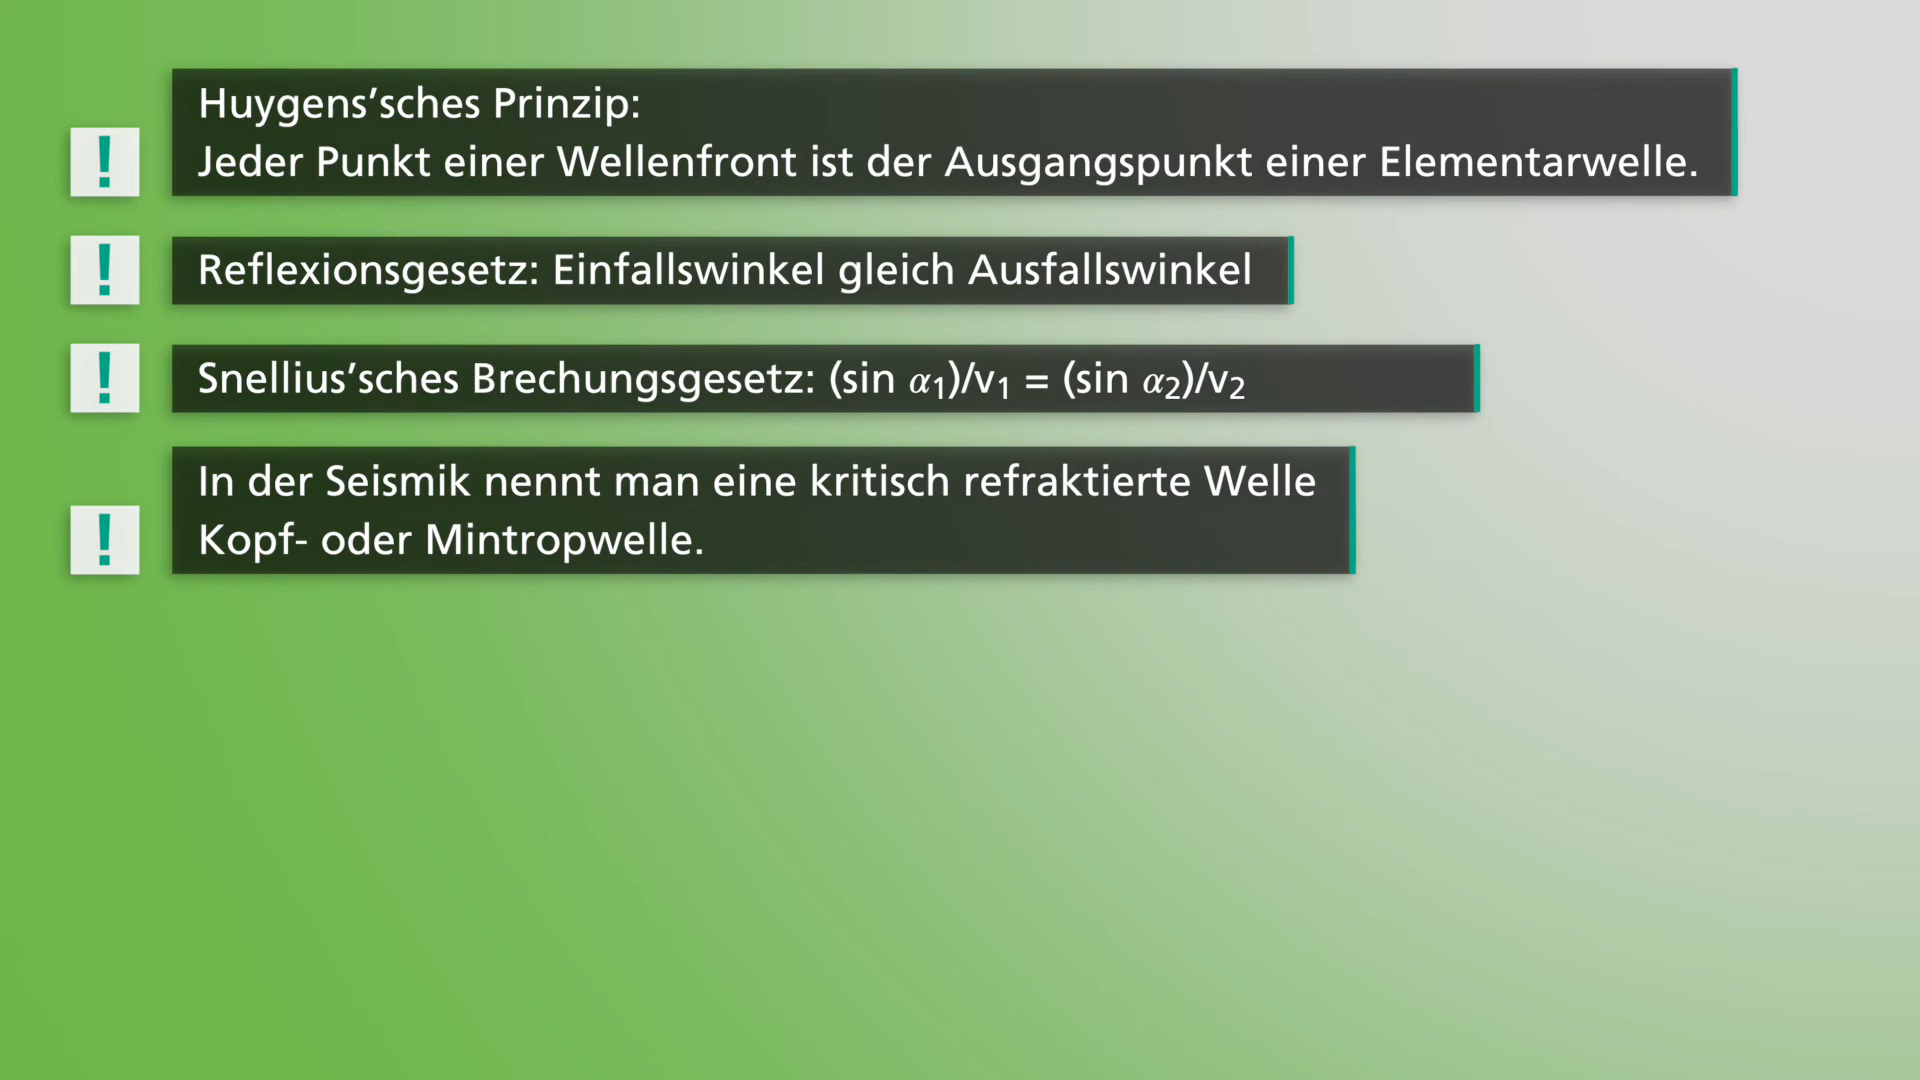 Huygens’sches Prinzip:
! Jeder Punkt einer Wellenfront ist der Ausgangspunkt einer Elementarwelle.
! Reflexionsgesetz: Einfallswinkel gleich Ausfallswinkel
! Snellius’sches Brechungsgesetz: (sin α₁)/v₁ = (sin α₂)/v₂
In der Seismik nennt man eine kritisch refraktierte Welle
! Kopf- oder Mintropwelle.